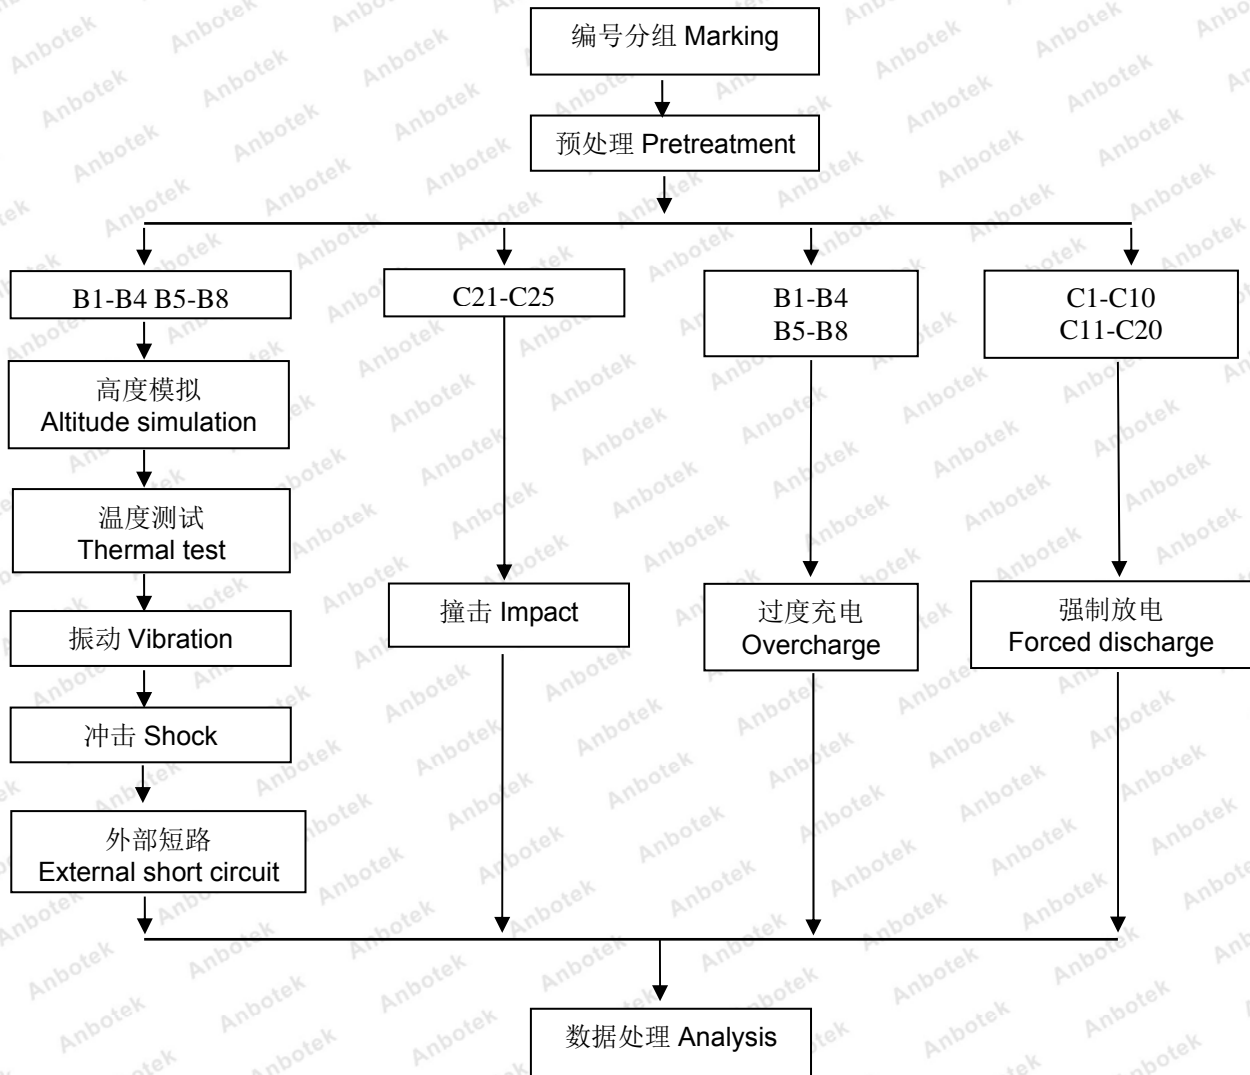 编号分组 Marking
预处理 Pretreatment
B1-B4 B5-B8
C21-C25
B1-B4
B5-B8
C1-C10
C11-C20
高度模拟
Altitude simulation
温度测试
Thermal test
振动 Vibration
冲击 Shock
外部短路
External short circuit
撞击 Impact
过度充电
Overcharge
强制放电
Forced discharge
数据处理 Analysis
Anbotek